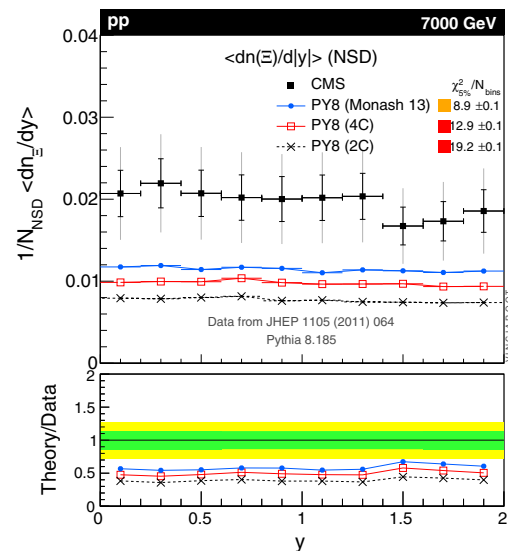 pp 7000 GeV
0.04
<dn(Ξ)/d|y|> (NSD)
χ²5%/Nbins
CMS
PY8 (Monash 13) 8.9 ±0.1
PY8 (4C) 12.9 ±0.1
PY8 (2C) 19.2 ±0.1
0.03
0.02
0.01
0
1/NNSD <dnΞ/dy>
Data from JHEP 1105 (2011) 064
Pythia 8.185
2
1.5
1
0.5
0
Theory/Data
0 0.5 1 1.5 2
y